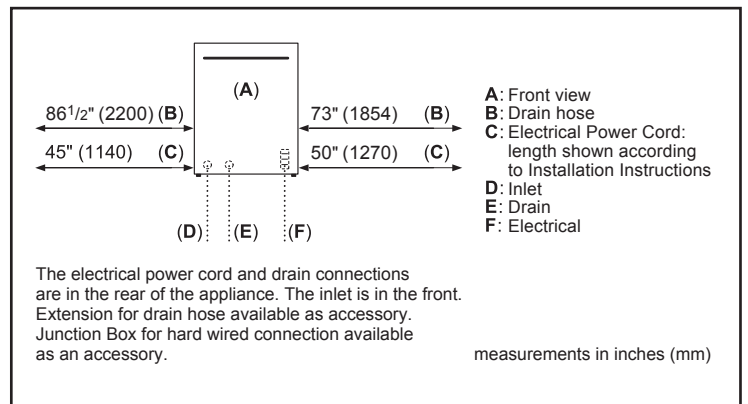 (A)
86 1/2" (2200) (B)
73" (1854) (B)
45" (1140) (C)
50" (1270) (C)
(D) (E) (F)
A: Front view
B: Drain hose
C: Electrical Power Cord:
length shown according
to Installation Instructions
D: Inlet
E: Drain
F: Electrical
The electrical power cord and drain connections
are in the rear of the appliance. The inlet is in the front.
Extension for drain hose available as accessory.
Junction Box for hard wired connection available
as an accessory.
measurements in inches (mm)